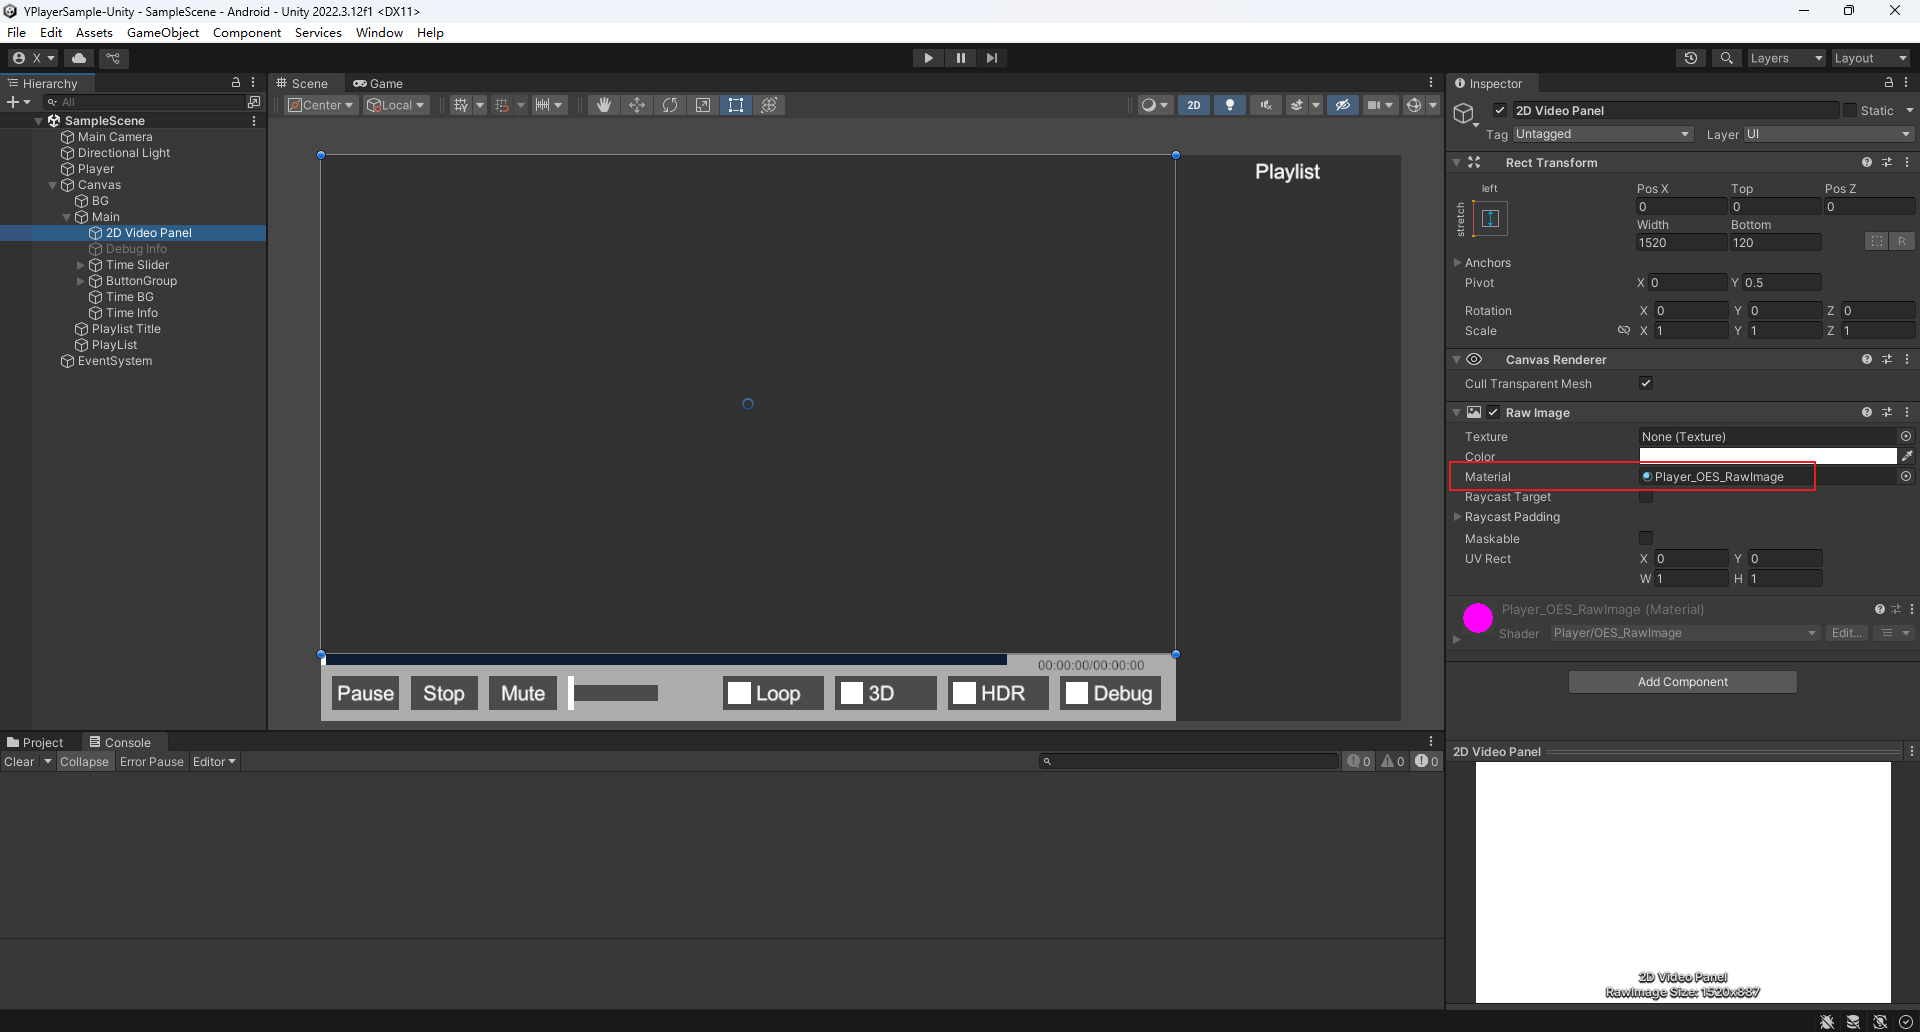 YPlayerSample-Unity - SampleScene - Android - Unity 2022.3.12f1 <DX11>
File Edit Assets GameObject Component Services Window Help
X
Layers Layout
Hierarchy
All
SampleScene
Main Camera
Directional Light
Player
Canvas
BG
Main
2D Video Panel
Debug Info
Time Slider
ButtonGroup
Time BG
Time Info
Playlist Title
PlayList
EventSystem
Scene Game
Center Local 2D
Playlist
00:00:00/00:00:00
Pause Stop Mute Loop 3D HDR Debug
Project Console
Clear Collapse Error Pause Editor
0 0 0
Inspector
2D Video Panel Static
Tag Untagged Layer UI
Rect Transform
left
stretch
Pos X Top Pos Z
0 0 0
Width Bottom
1520 120
R
Anchors
Pivot X 0 Y 0.5
Rotation X 0 Y 0 Z 0
Scale X 1 Y 1 Z 1
Canvas Renderer
Cull Transparent Mesh
Raw Image
Texture None (Texture)
Color
Material Player_OES_RawImage
Raycast Target
Raycast Padding
Maskable
UV Rect X 0 Y 0
W 1 H 1
Player_OES_RawImage (Material)
Shader Player/OES_RawImage Edit...
Add Component
2D Video Panel
2D Video Panel
RawImage Size: 1520x887